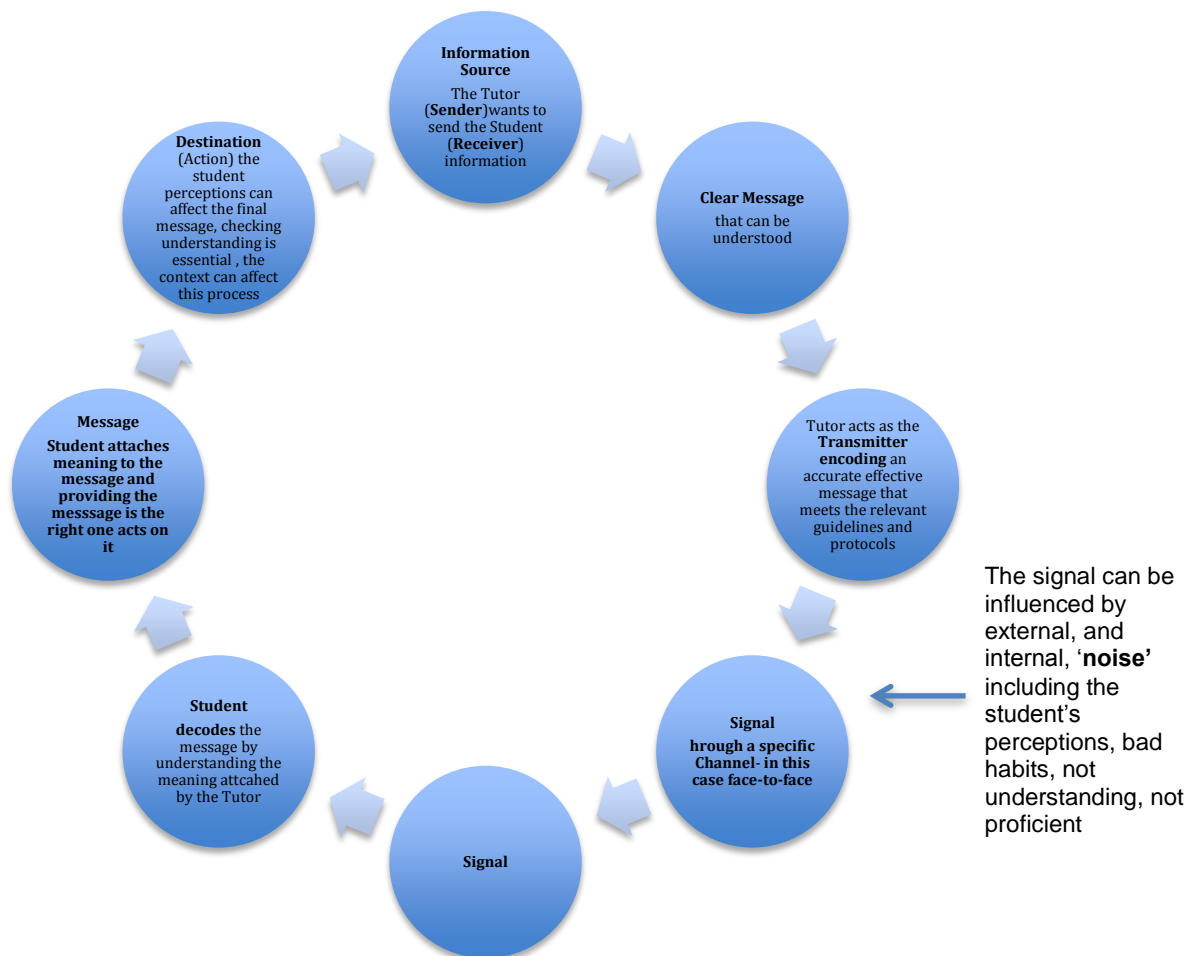 Information
Source
The Tutor
(Sender)wants to
send the Student
(Receiver)
information
Clear Message
that can be
understood
Tutor acts as the
Transmitter
encoding an
accurate effective
message that
meets the relevant
guidelines and
protocols
The signal can be
influenced by
external, and
internal, ‘noise’
including the
student’s
perceptions, bad
habits, not
understanding, not
proficient
Signal
hrough a specific
Channel- in this
case face-to-face
Signal
Student
decodes the
message by
understanding the
meaning attcahed
by the Tutor
Message
Student attaches
meaning to the
message and
providing the
messsage is the
right one acts on
it
Destination
(Action) the
student
perceptions can
affect the final
message, checking
understanding is
essential , the
context can affect
this process